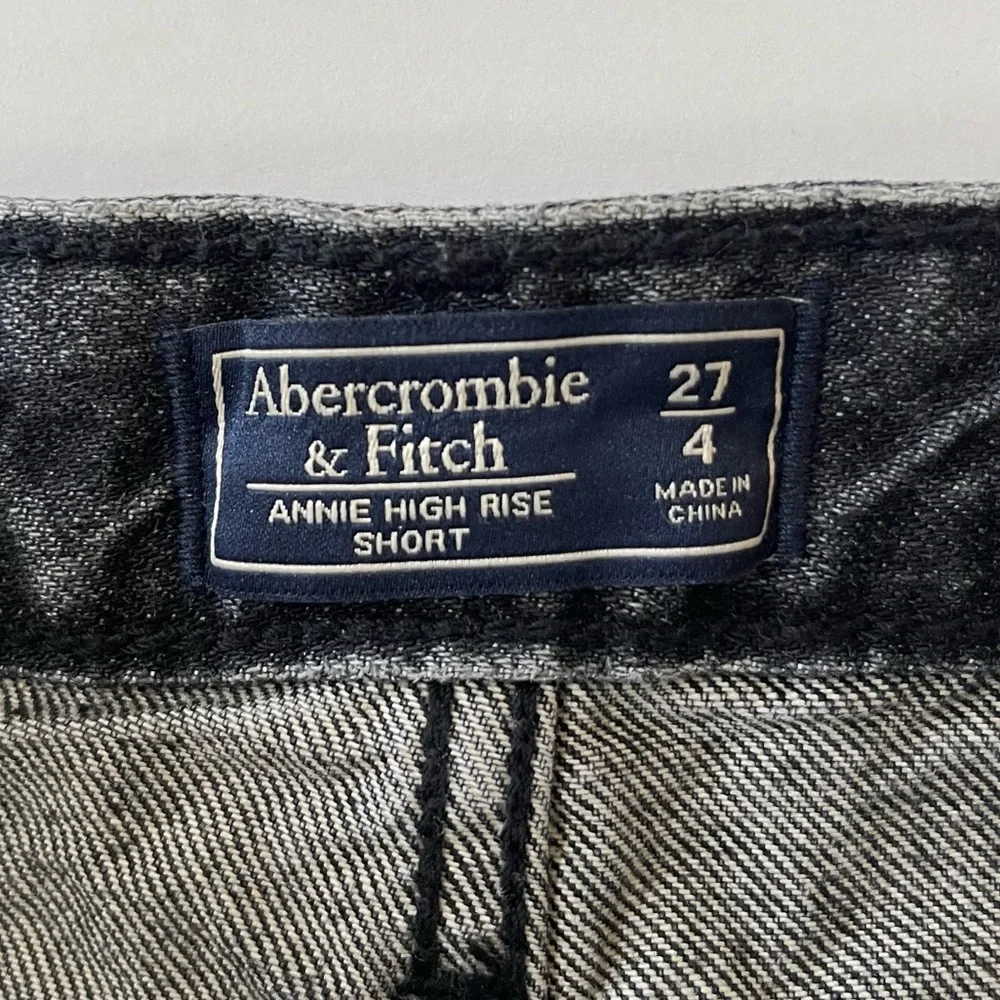 Abercrombie
& Fitch
ANNIE HIGH RISE
SHORT
27
4
MADE IN
CHINA